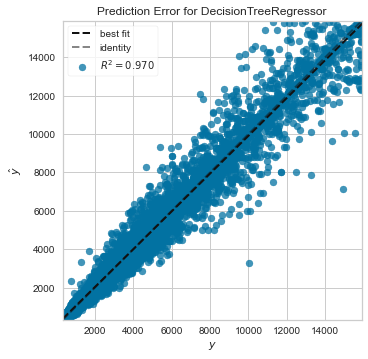 Prediction Error for DecisionTreeRegressor
best fit
identity
R² = 0.970
14000
12000
10000
8000
6000
4000
2000
ŷ
2000 4000 6000 8000 10000 12000 14000
y